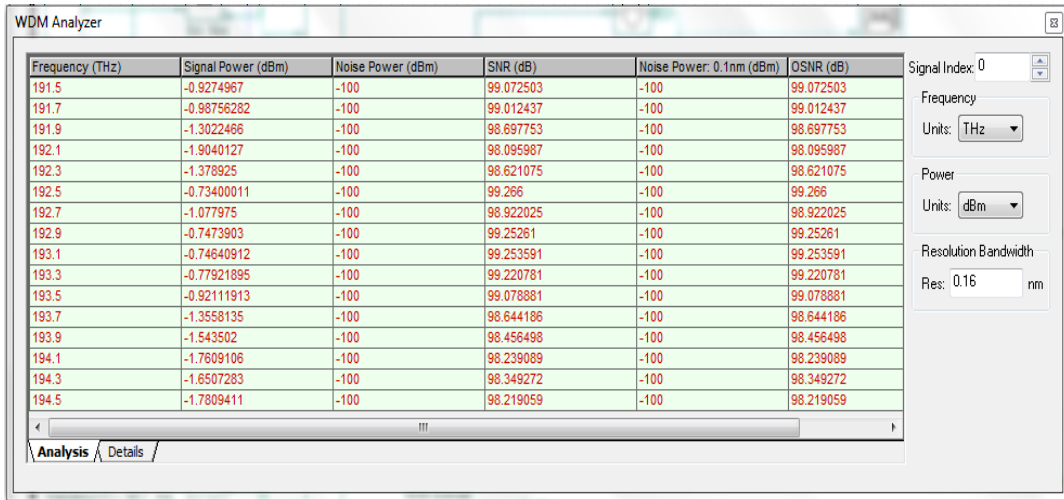 WDM Analyzer
Frequency (THz) Signal Power (dBm) Noise Power (dBm) SNR (dB) Noise Power: 0.1nm (dBm) OSNR (dB)
191.5 -0.9274967 -100 99.072503 -100 99.072503
191.7 -0.98756282 -100 99.012437 -100 99.012437
191.9 -1.3022466 -100 98.697753 -100 98.697753
192.1 -1.9040127 -100 98.095987 -100 98.095987
192.3 -1.378925 -100 98.621075 -100 98.621075
192.5 -0.73400011 -100 99.266 -100 99.266
192.7 -1.077975 -100 98.922025 -100 98.922025
192.9 -0.7473903 -100 99.25261 -100 99.25261
193.1 -0.74640912 -100 99.253591 -100 99.253591
193.3 -0.77921895 -100 99.220781 -100 99.220781
193.5 -0.92111913 -100 99.078881 -100 99.078881
193.7 -1.3558135 -100 98.644186 -100 98.644186
193.9 -1.543502 -100 98.456498 -100 98.456498
194.1 -1.7609106 -100 98.239089 -100 98.239089
194.3 -1.6507283 -100 98.349272 -100 98.349272
194.5 -1.7809411 -100 98.219059 -100 98.219059
Analysis Details
Signal Index: 0
Frequency
Units: THz
Power
Units: dBm
Resolution Bandwidth
Res: 0.16 nm